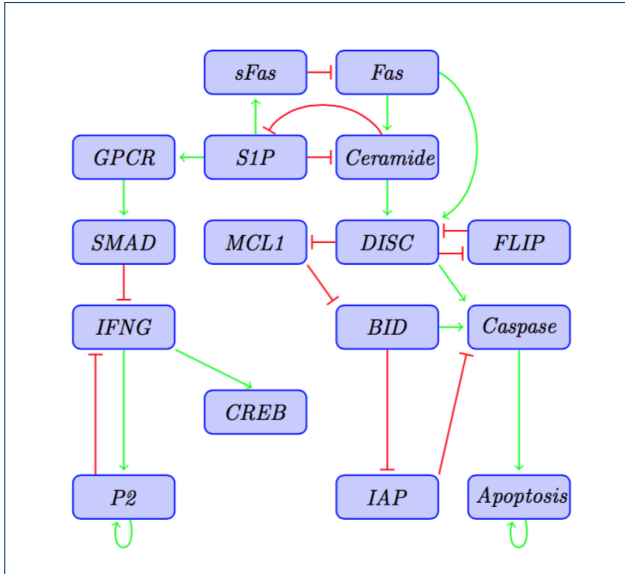 sFas Fas
GPCR S1P Ceramide
SMAD MCL1 DISC FLIP
IFNG BID Caspase
CREB
P2 IAP Apoptosis